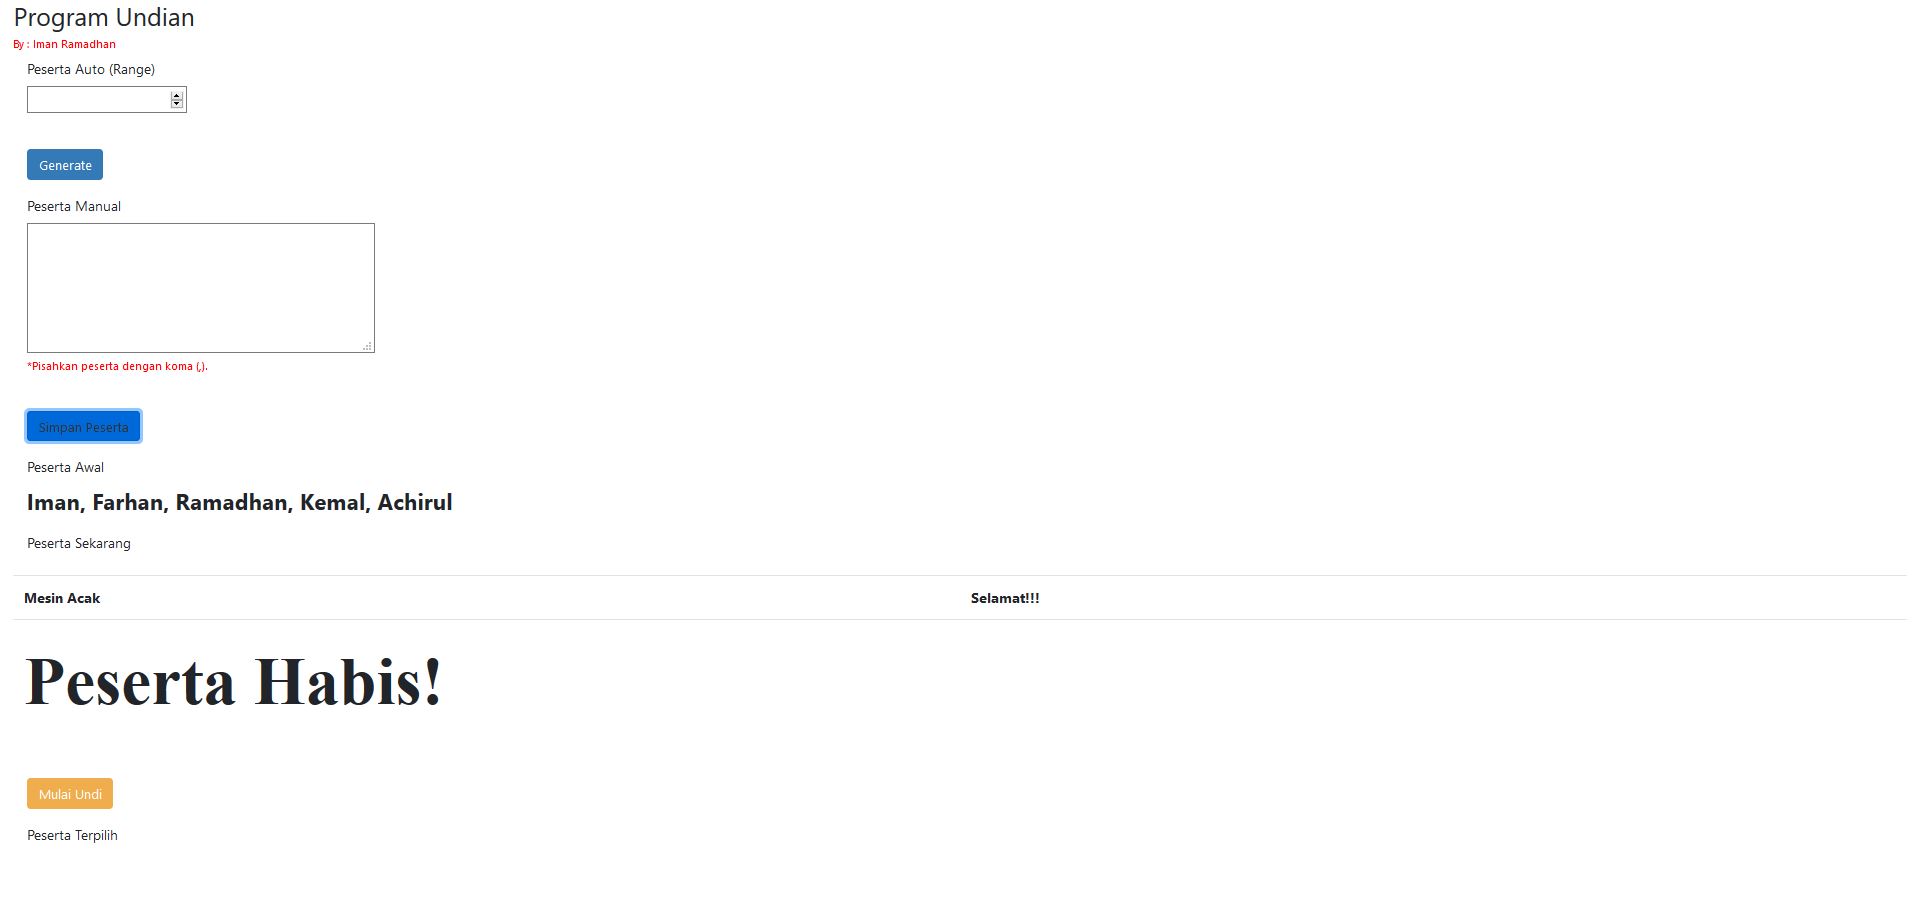 Program Undian
By : Iman Ramadhan
Peserta Auto (Range)
Generate
Peserta Manual
*Pisahkan peserta dengan koma (,).
Simpan Peserta
Peserta Awal
Iman, Farhan, Ramadhan, Kemal, Achirul
Peserta Sekarang
Mesin Acak
Selamat!!!
Peserta Habis!
Mulai Undi
Peserta Terpilih